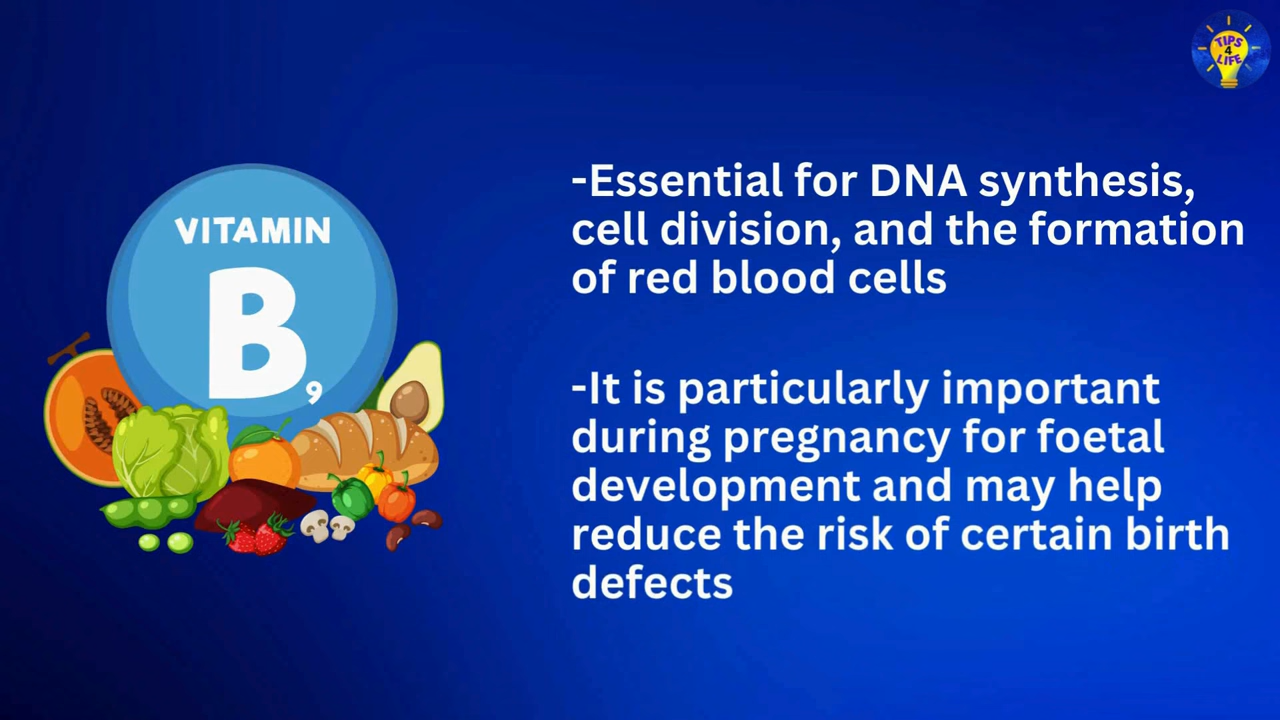 TIPS
4
LIFE
VITAMIN
B9
-Essential for DNA synthesis,
cell division, and the formation
of red blood cells
-It is particularly important
during pregnancy for foetal
development and may help
reduce the risk of certain birth
defects